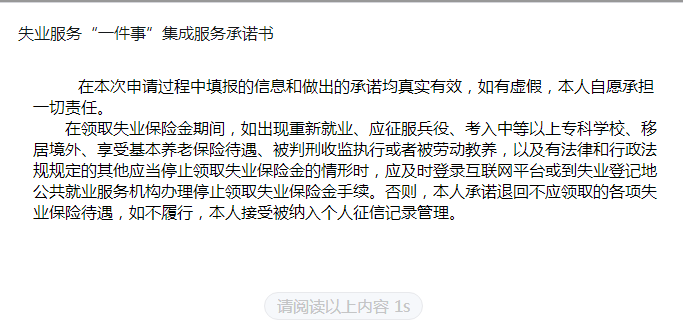 失业服务“一件事”集成服务承诺书
在本次申请过程中填报的信息和做出的承诺均真实有效，如有虚假，本人自愿承担
一切责任。
在领取失业保险金期间，如出现重新就业、应征服兵役、考入中等以上专科学校、移
居境外、享受基本养老保险待遇、被判刑收监执行或者被劳动教养，以及有法律和行政法
规规定的其他应当停止领取失业保险金的情形时，应及时登录互联网平台或到失业登记地
公共就业服务机构办理停止领取失业保险金手续。否则，本人承诺退回不应领取的各项失
业保险待遇，如不履行，本人接受被纳入个人征信记录管理。
请阅读以上内容 1s